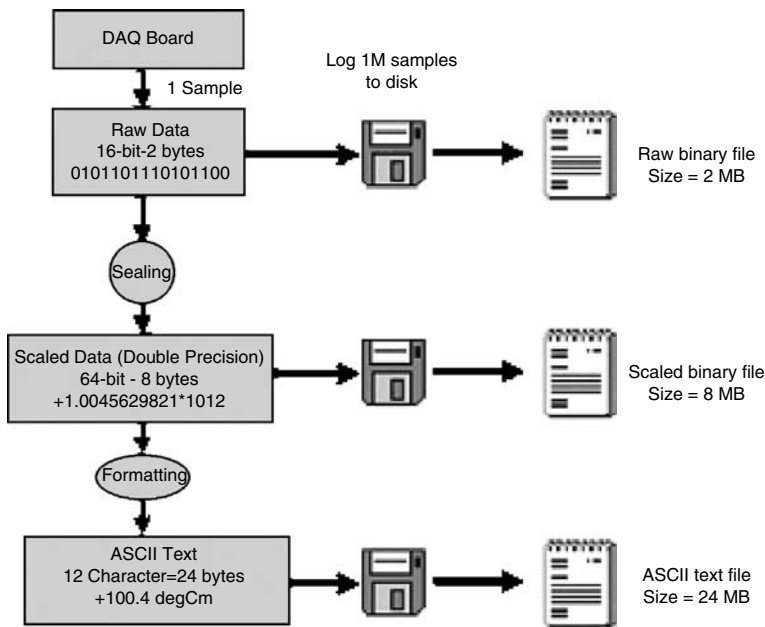 DAQ Board
1 Sample
Log 1M samples
to disk
Raw Data
16-bit-2 bytes
0101101110101100
Raw binary file
Size = 2 MB
Sealing
Scaled Data (Double Precision)
64-bit - 8 bytes
+1.0045629821*1012
Scaled binary file
Size = 8 MB
Formatting
ASCII Text
12 Character=24 bytes
+100.4 degCm
ASCII text file
Size = 24 MB